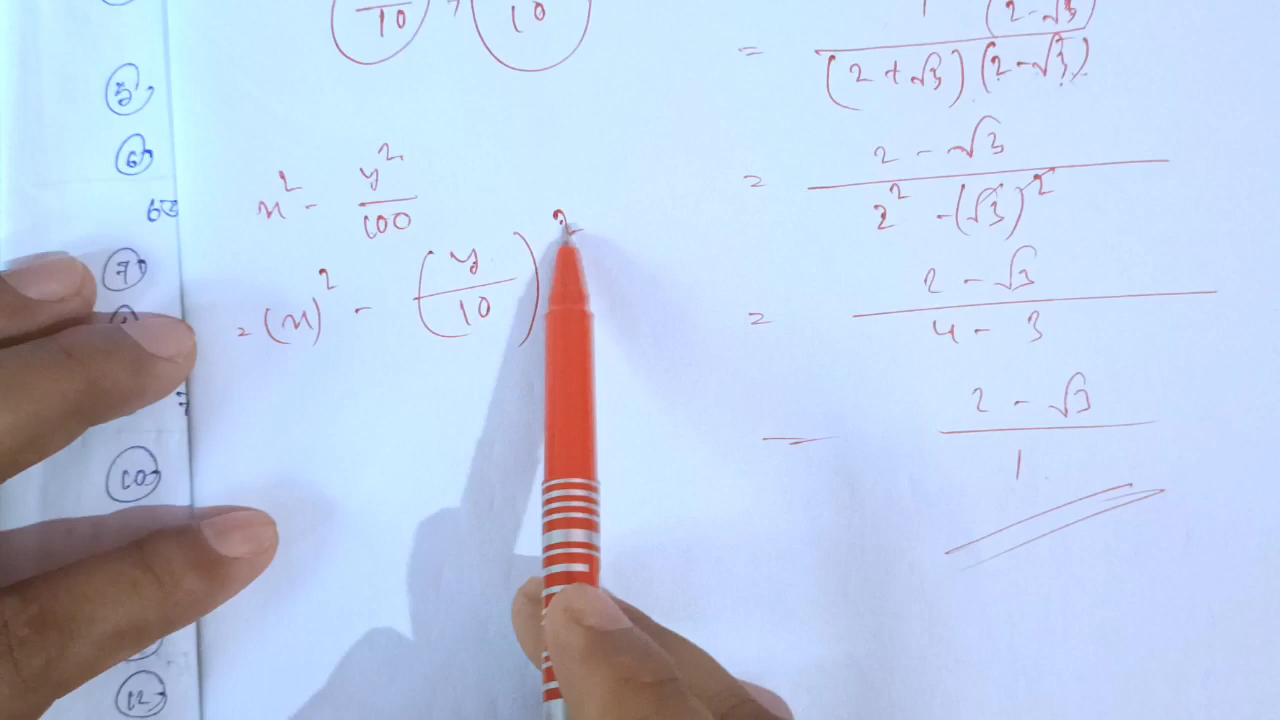 10 , 10
x² - y²/100
= (x)² - (y/10)²
1 (2-√3)
= (2+√3)(2-√3)
= 2-√3 / 2² - (√3)²
= 2-√3 / 4-3
= 2-√3 / 1
5
6
7
10
12